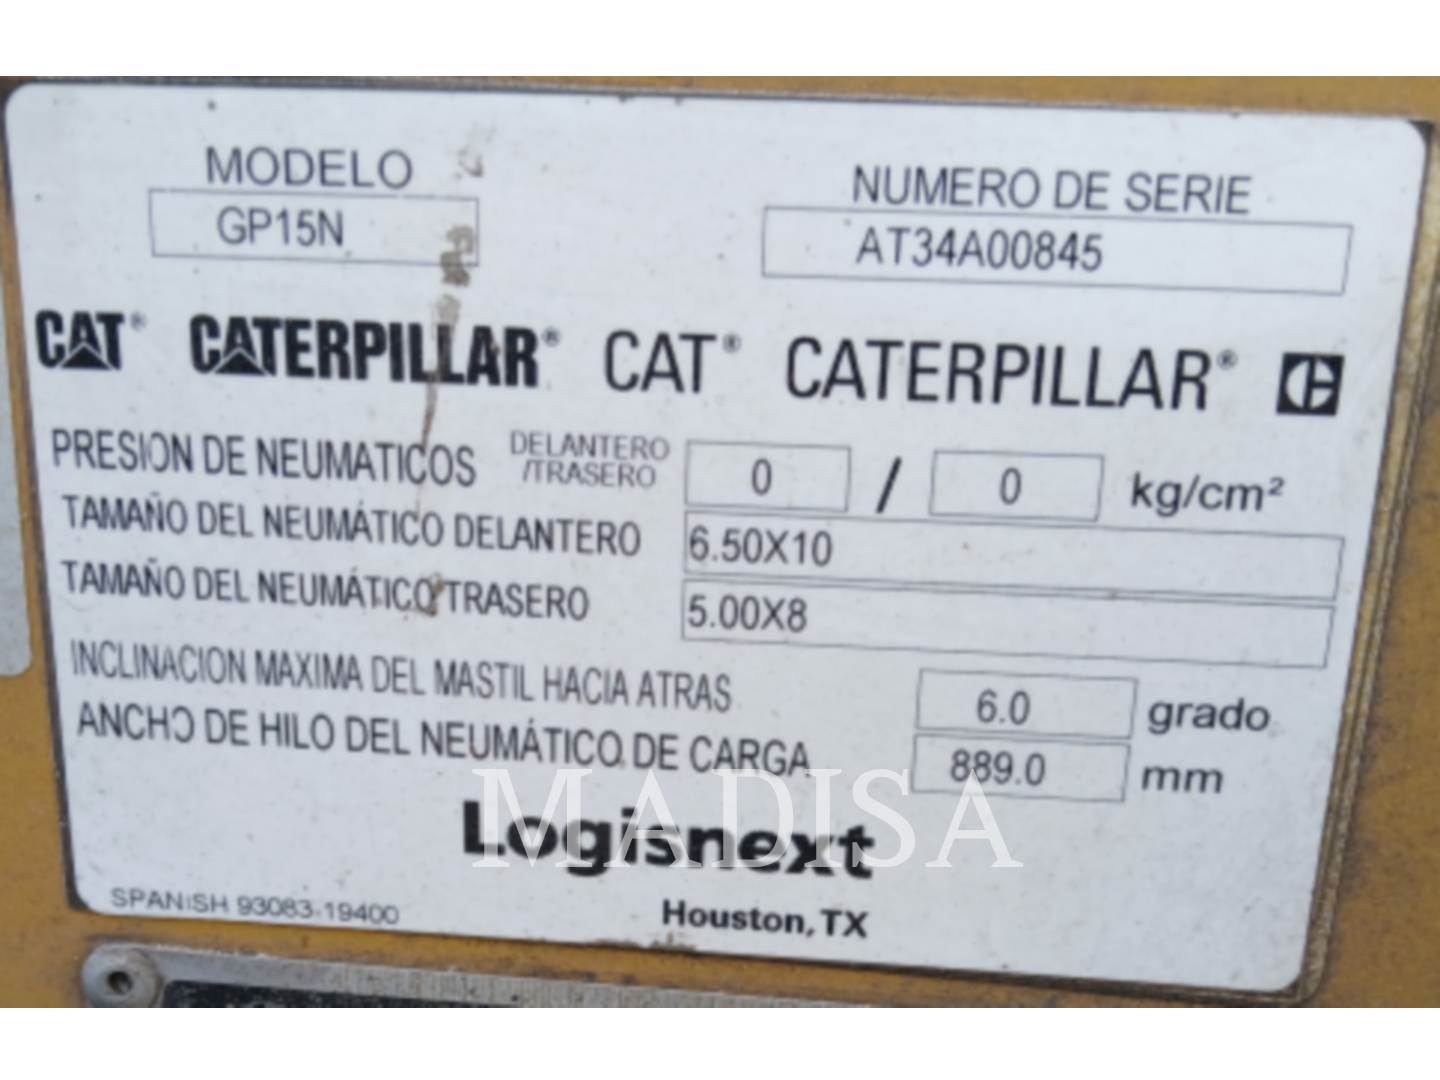 MODELO
GP15N
NUMERO DE SERIE
AT34A00845
CAT® CATERPILLAR® CAT® CATERPILLAR®
PRESION DE NEUMATICOS DELANTERO /TRASERO 0 / 0 kg/cm²
TAMAÑO DEL NEUMÁTICO DELANTERO 6.50X10
TAMAÑO DEL NEUMÁTICO TRASERO 5.00X8
INCLINACION MAXIMA DEL MASTIL HACIA ATRAS 6.0 grado
ANCHO DE HILO DEL NEUMÁTICO DE CARGA 889.0 mm
MADISA
Logisnext
SPANISH 93083-19400
Houston, TX